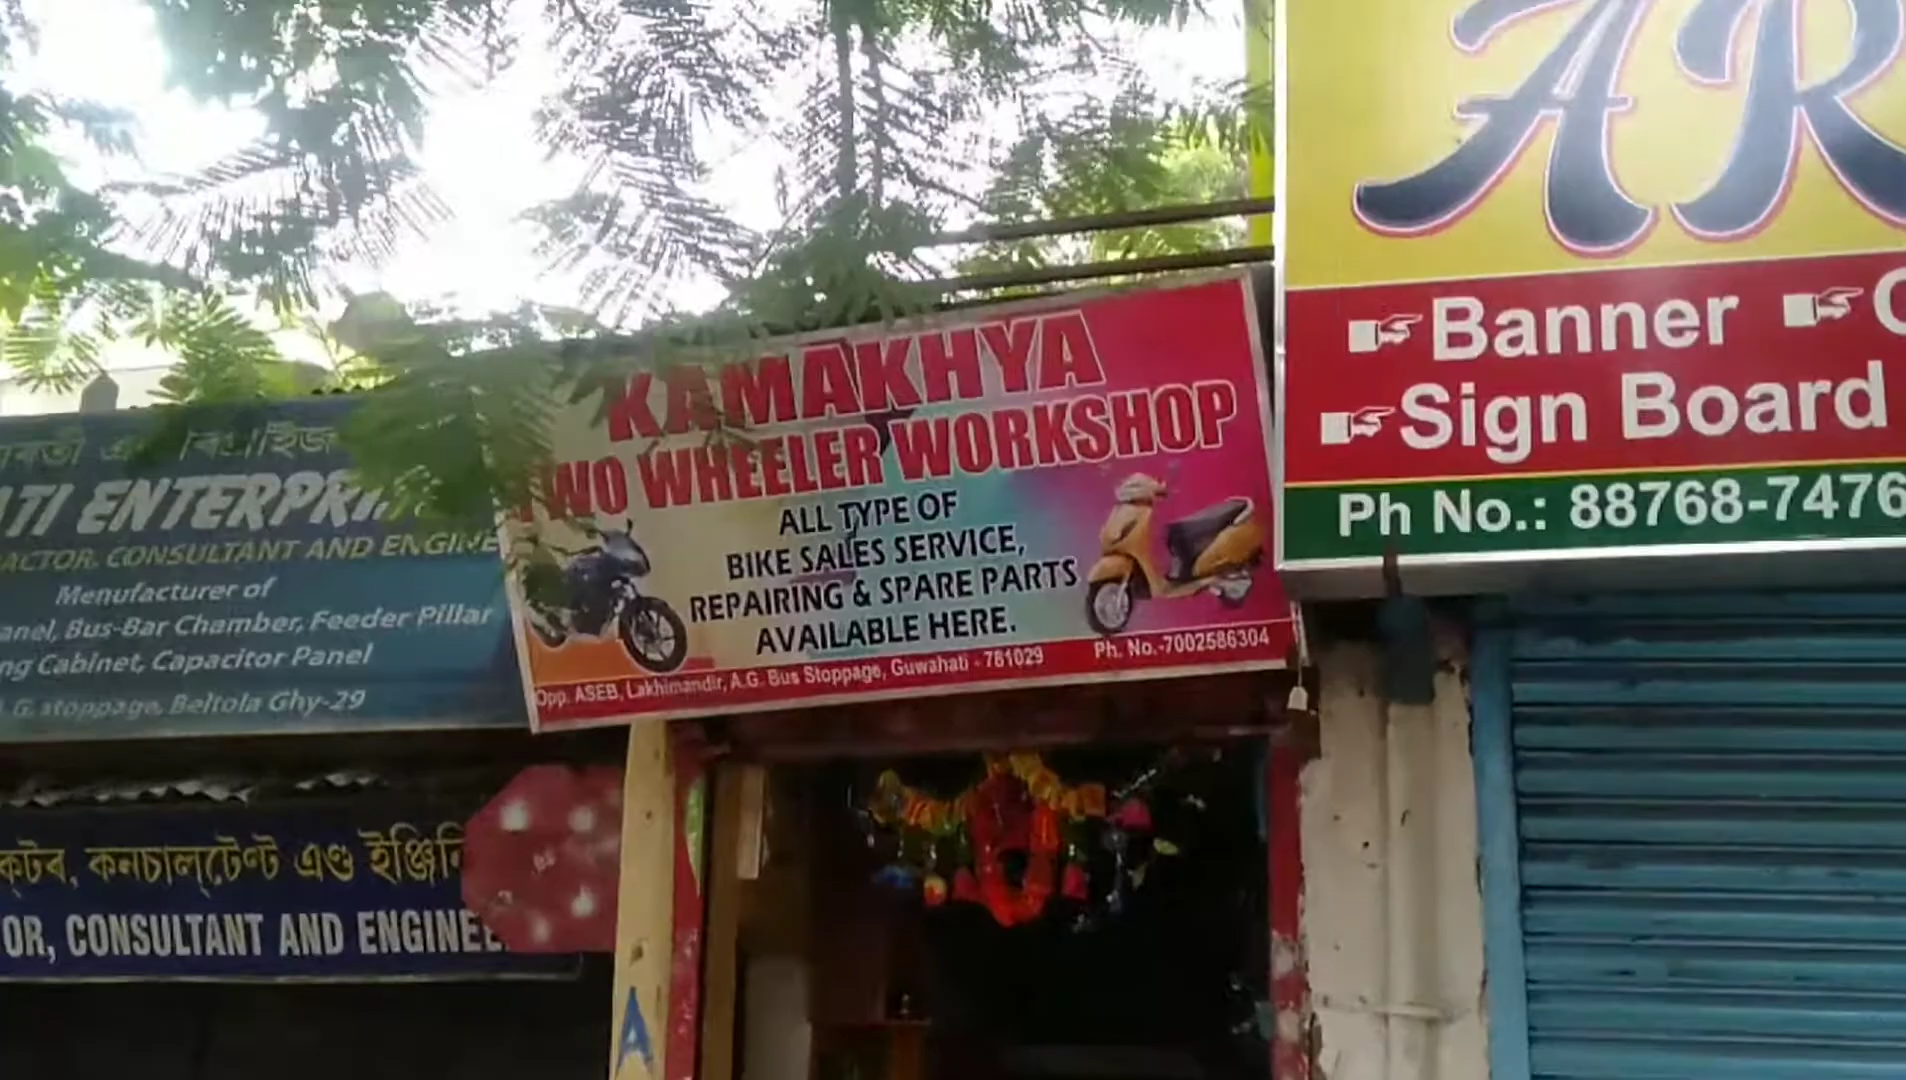 এ
ATI ENTERPRI
ACTOR, CONSULTANT AND ENGINE
Menufacturer of
anel, Bus-Bar Chamber, Feeder Pillar
ng Cabinet, Capacitor Panel
G. stoppage, Beltola Ghy-29
ক্টৰ, কনচাল্টেণ্ট এণ্ড ইঞ্জিনি
OR, CONSULTANT AND ENGINEE
KAMAKHYA
TWO WHEELER WORKSHOP
ALL TYPE OF
BIKE SALES SERVICE,
REPAIRING & SPARE PARTS
AVAILABLE HERE.
Opp. ASEB, Lakhimandir, A.G. Bus Stoppage, Guwahati - 781029
Ph. No.-7002586304
A
AR
Banner
Sign Board
Ph No.: 88768-7476